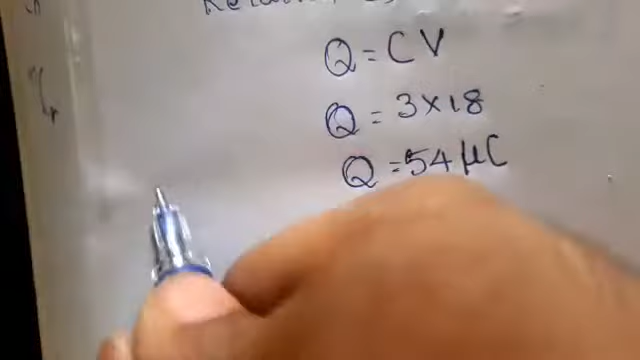 Q = CV
Q = 3×18
Q = 54 μC